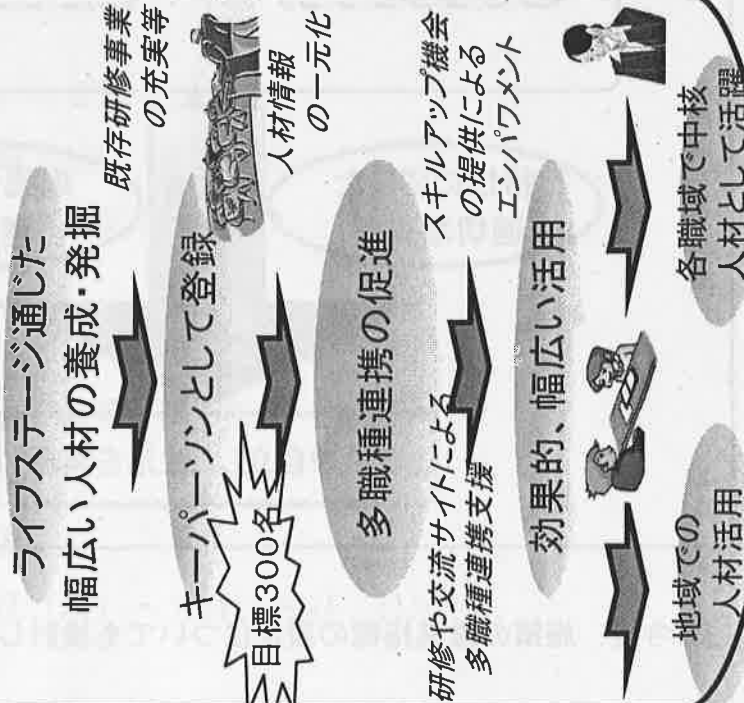 ライフステージ通じた
幅広い人材の養成・発掘
既存研修事業
の充実等
キーパーソンとして登録
目標300名
人材情報
の一元化
多職種連携の促進
研修や交流サイトによる
多職種連携支援
スキルアップ機会
の提供による
エンパワメント
効果的、幅広い活用
地域での
人材活用
各職域で中核
人材として活躍